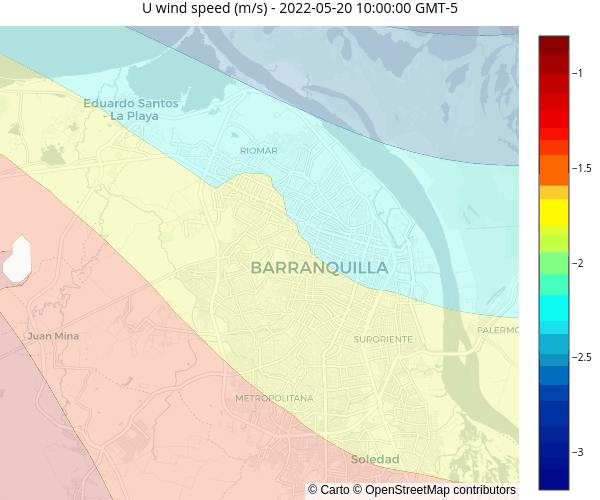 U wind speed (m/s) - 2022-05-20 10:00:00 GMT-5
Eduardo Santos
- La Playa
RIOMAR
BARRANQUILLA
Juan Mina
SURORIENTE
PALERMO
METROPOLITANA
Soledad
−1
−1.5
−2
−2.5
−3
© Carto © OpenStreetMap contributors